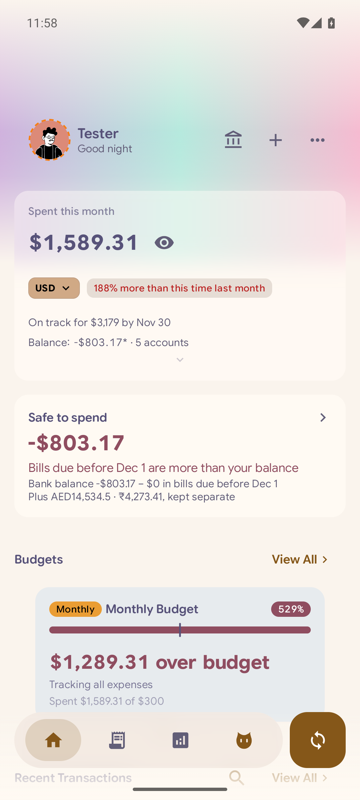 11:58
Tester
Good night
Spent this month
$1,589.31
USD
188% more than this time last month
On track for $3,179 by Nov 30
Balance: -$803.17* · 5 accounts
Safe to spend
-$803.17
Bills due before Dec 1 are more than your balance
Bank balance -$803.17 – $0 in bills due before Dec 1
Plus AED14,534.5 · ₹4,273.41, kept separate
Budgets
View All
Monthly
Monthly Budget
529%
$1,289.31 over budget
Tracking all expenses
Spent $1,589.31 of $300
Recent Transactions
View All